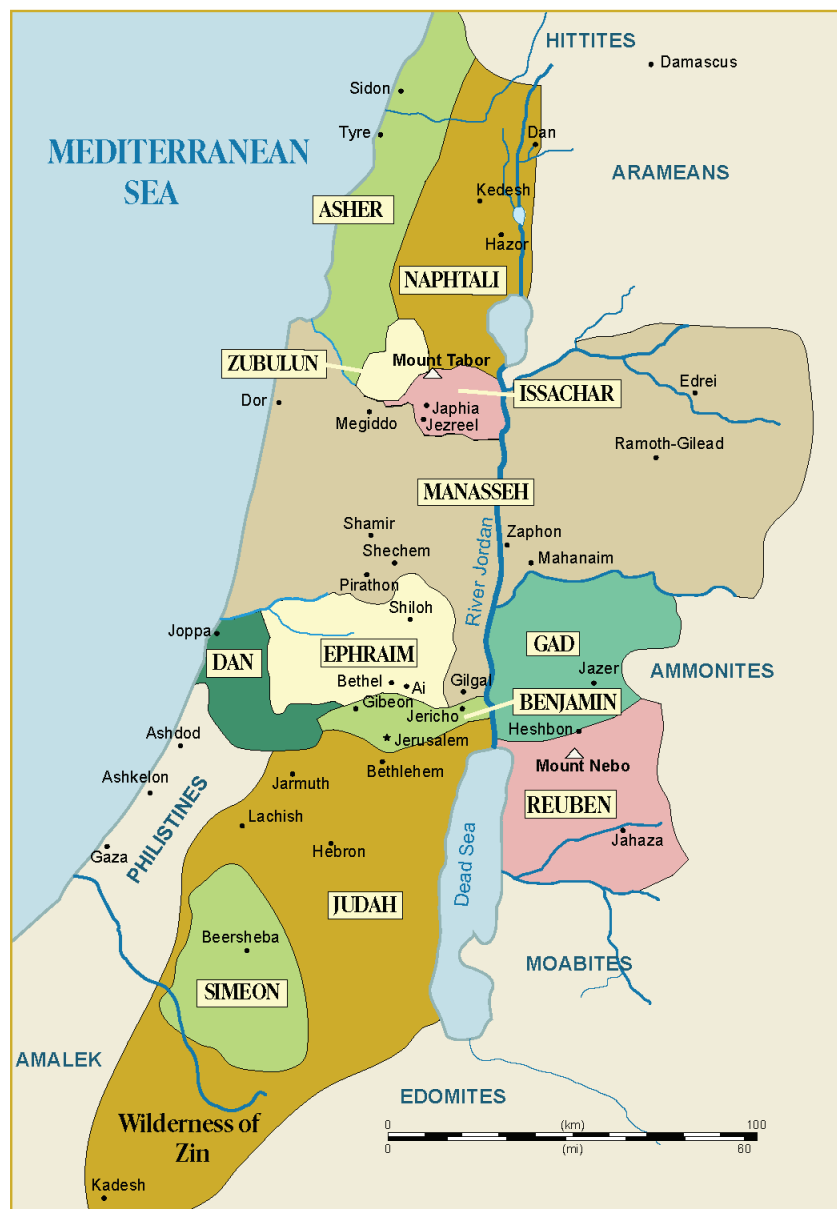 HITTITES
Damascus
Sidon
Tyre
Dan
MEDITERRANEAN
SEA
ARAMEANS
Kedesh
ASHER
Hazor
NAPHTALI
ZUBULUN
Mount Tabor
ISSACHAR
Edrei
Dor
Japhia
Megiddo
Jezreel
Ramoth-Gilead
MANASSEH
Shamir
Zaphon
Shechem
Mahanaim
Pirathon
River Jordan
Shiloh
Joppa
DAN
EPHRAIM
GAD
AMMONITES
Bethel
Ai
Gilgal
Jazer
BENJAMIN
Gibeon
Jericho
Heshbon
Ashdod
Jerusalem
Mount Nebo
Bethlehem
Ashkelon
Jarmuth
REUBEN
PHILISTINES
Lachish
Jahaza
Gaza
Hebron
Dead Sea
JUDAH
Beersheba
MOABITES
SIMEON
AMALEK
EDOMITES
Wilderness of
Zin
0 (km) 100
0 (mi) 60
Kadesh